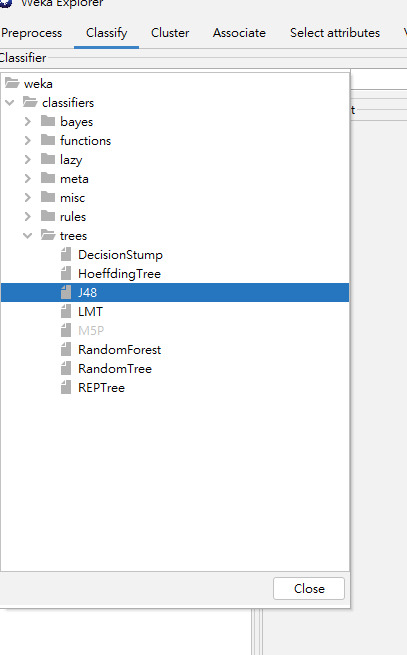 Weka Explorer
Preprocess Classify Cluster Associate Select attributes
Classifier
weka
classifiers
bayes
functions
lazy
meta
misc
rules
trees
DecisionStump
HoeffdingTree
J48
LMT
M5P
RandomForest
RandomTree
REPTree
Close